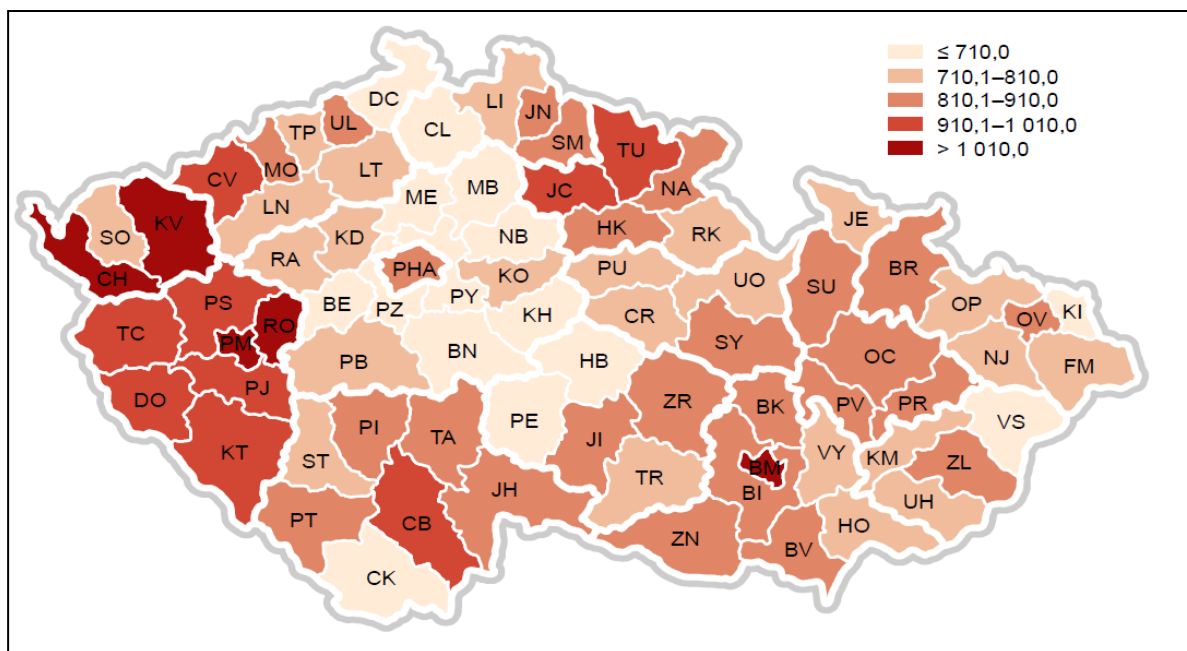 ≤ 710,0
710,1–810,0
810,1–910,0
910,1–1 010,0
> 1 010,0
DC
LI
JN
UL
TP
CL
SM
TU
MO
LT
CV
JC
NA
MB
ME
LN
KV
SO
NB
HK
RK
JE
KD
RA
PHA
KO
PU
BR
CH
UO
SU
PS
BE
PZ
PY
KH
CR
OP
KI
RO
OV
TC
PM
SY
BN
HB
PB
OC
NJ
FM
PJ
DO
ZR
BK
PV
PR
PE
VS
PI
TA
JI
KT
ST
VY
KM
ZL
BM
TR
JH
BI
UH
PT
CB
HO
ZN
BV
CK